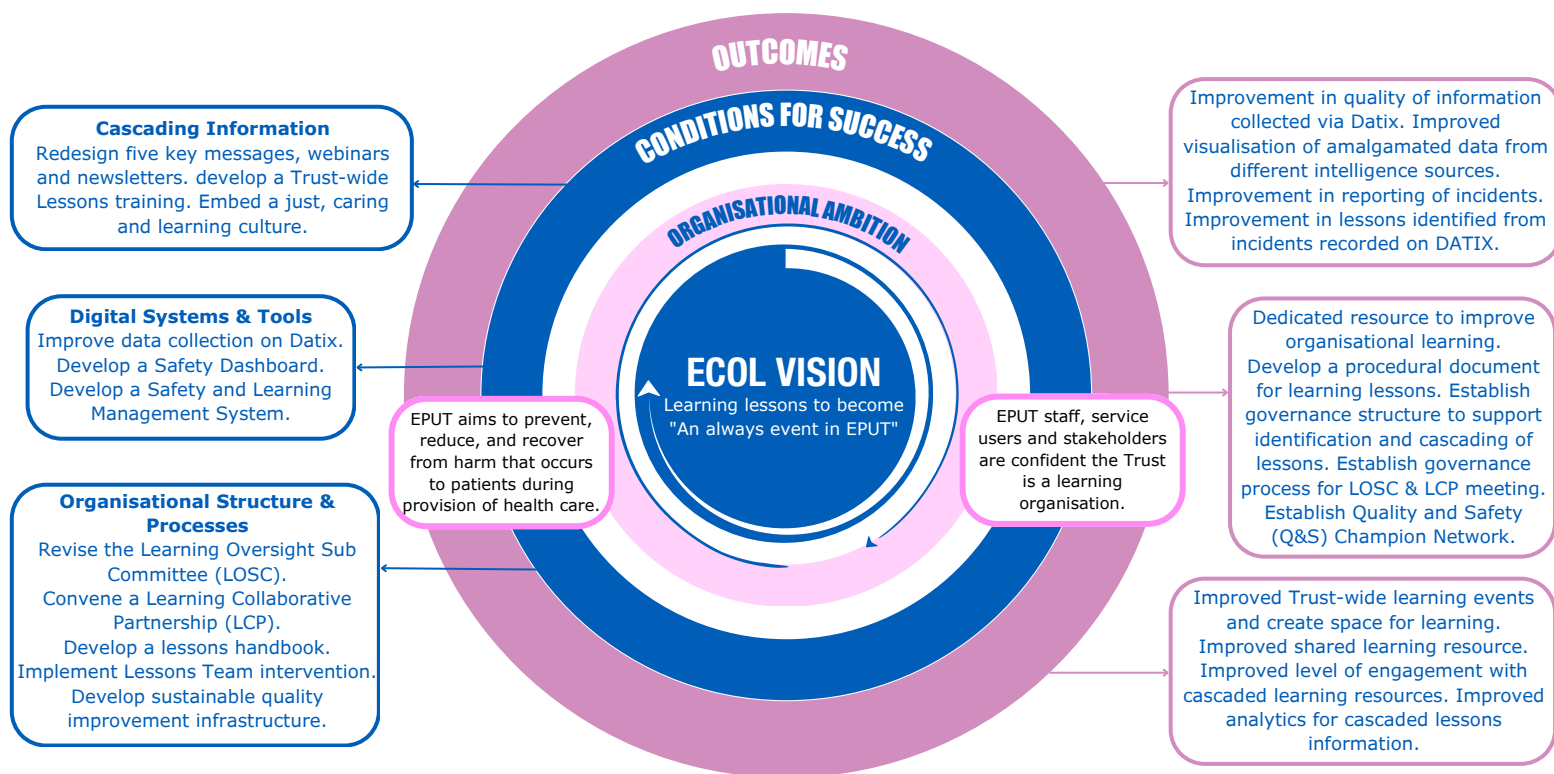 OUTCOMES
CONDITIONS FOR SUCCESS
ORGANISATIONAL AMBITION
ECOL VISION
Learning lessons to become
"An always event in EPUT"
EPUT aims to prevent,
reduce, and recover
from harm that occurs
to patients during
provision of health care.
EPUT staff, service
users and stakeholders
are confident the Trust
is a learning
organisation.
Cascading Information
Redesign five key messages, webinars
and newsletters. develop a Trust-wide
Lessons training. Embed a just, caring
and learning culture.
Digital Systems & Tools
Improve data collection on Datix.
Develop a Safety Dashboard.
Develop a Safety and Learning
Management System.
Organisational Structure &
Processes
Revise the Learning Oversight Sub
Committee (LOSC).
Convene a Learning Collaborative
Partnership (LCP).
Develop a lessons handbook.
Implement Lessons Team intervention.
Develop sustainable quality
improvement infrastructure.
Improvement in quality of information
collected via Datix. Improved
visualisation of amalgamated data from
different intelligence sources.
Improvement in reporting of incidents.
Improvement in lessons identified from
incidents recorded on DATIX.
Dedicated resource to improve
organisational learning.
Develop a procedural document
for learning lessons. Establish
governance structure to support
identification and cascading of
lessons. Establish governance
process for LOSC & LCP meeting.
Establish Quality and Safety
(Q&S) Champion Network.
Improved Trust-wide learning events
and create space for learning.
Improved shared learning resource.
Improved level of engagement with
cascaded learning resources. Improved
analytics for cascaded lessons
information.